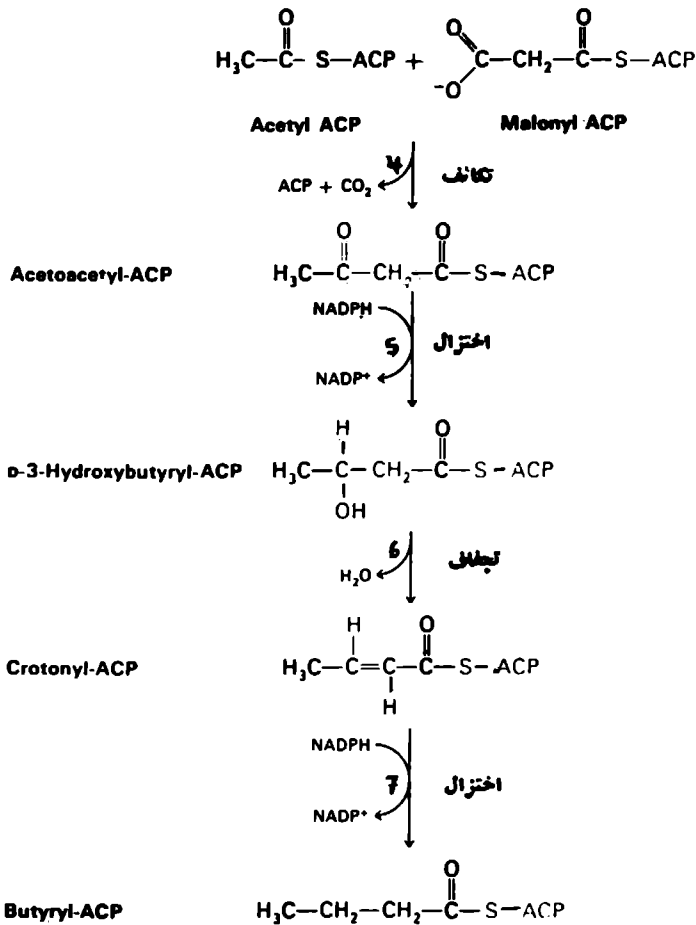 O O O
H₃C—C—S—ACP + C—CH₂—C—S—ACP
⁻O
Acetyl ACP Malonyl ACP
4 تكاثف
ACP + CO₂
O O
Acetoacetyl-ACP H₃C—C—CH₂—C—S—ACP
NADPH
5 اختزال
NADP⁺
H O
D-3-Hydroxybutyryl-ACP H₃C—C—CH₂—C—S—ACP
OH
6 تجفاف
H₂O
H O
Crotonyl-ACP H₃C—C=C—C—S—ACP
H
NADPH
7 اختزال
NADP⁺
O
Butyryl-ACP H₃C—CH₂—CH₂—C—S—ACP